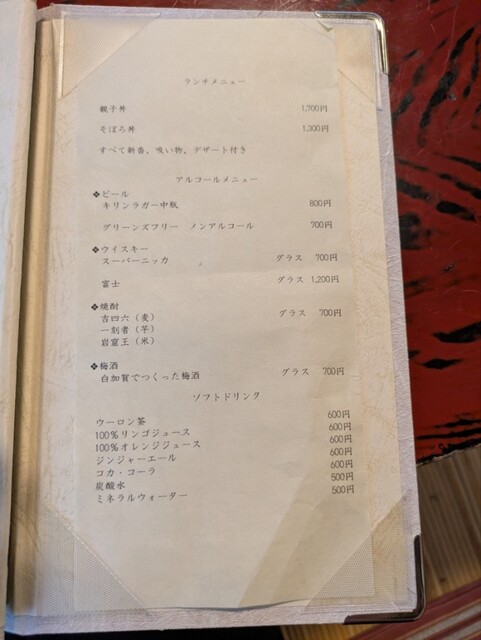 ランチメニュー
親子丼 1,700円
そぼろ丼 1,300円
すべて新香、吸い物、デザート付き
アルコールメニュー
❖ビール
キリンラガー中瓶 800円
グリーンズフリー ノンアルコール 700円
❖ウイスキー
スーパーニッカ グラス 700円
富士 グラス 1,200円
❖焼酎
吉四六（麦） グラス 700円
一刻者（芋）
岩窟王（米）
❖梅酒
白加賀でつくった梅酒 グラス 700円
ソフトドリンク
ウーロン茶 600円
100％リンゴジュース 600円
100％オレンジジュース 600円
ジンジャーエール 600円
コカ・コーラ 600円
炭酸水 500円
ミネラルウォーター 500円